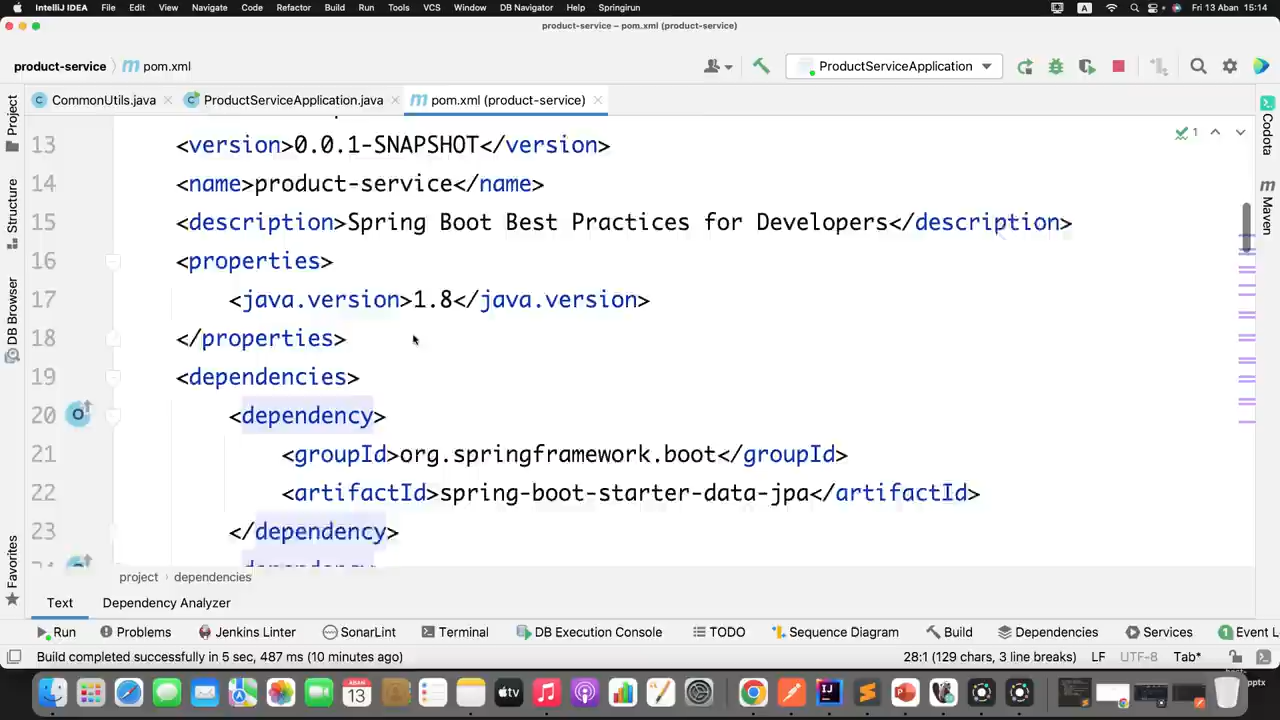 IntelliJ IDEA File Edit View Navigate Code Refactor Build Run Tools VCS Window DB Navigator Help Springirun A Fri 13 Aban 15:14
product-service – pom.xml (product-service)
product-service pom.xml ProductServiceApplication
CommonUtils.java ProductServiceApplication.java pom.xml (product-service)
13 <version>0.0.1-SNAPSHOT</version>
14 <name>product-service</name>
15 <description>Spring Boot Best Practices for Developers</description>
16 <properties>
17 <java.version>1.8</java.version>
18 </properties>
19 <dependencies>
20 <dependency>
21 <groupId>org.springframework.boot</groupId>
22 <artifactId>spring-boot-starter-data-jpa</artifactId>
23 </dependency>
1
Project
Structure
DB Browser
Favorites
Codota
Maven
project dependencies
Text Dependency Analyzer
Run Problems Jenkins Linter SonarLint Terminal DB Execution Console TODO Sequence Diagram Build Dependencies Services 1 Event L
Build completed successfully in 5 sec, 487 ms (10 minutes ago) 28:1 (129 chars, 3 line breaks) LF UTF-8 Tab*
13
tv
pptx